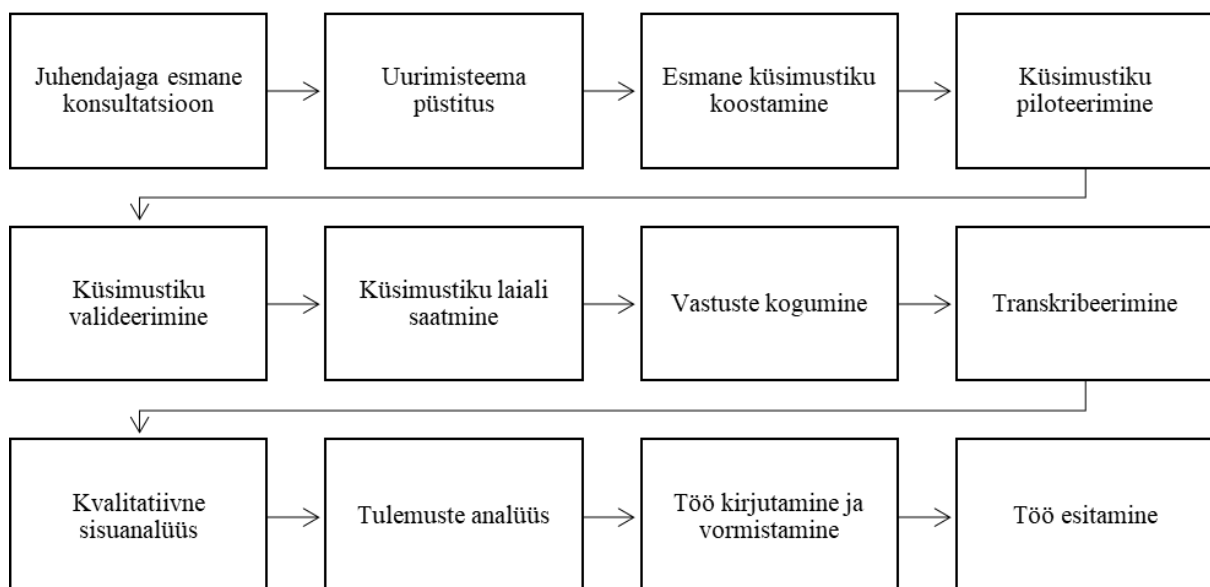 Juhendajaga esmane
konsultatsioon
Uurimisteema
püstitus
Esmane küsimustiku
koostamine
Küsimustiku
piloteerimine
Küsimustiku
valideerimine
Küsimustiku laiali
saatmine
Vastuste kogumine
Transkribeerimine
Kvalitatiivne
sisuanalüüs
Tulemuste analüüs
Töö kirjutamine ja
vormistamine
Töö esitamine